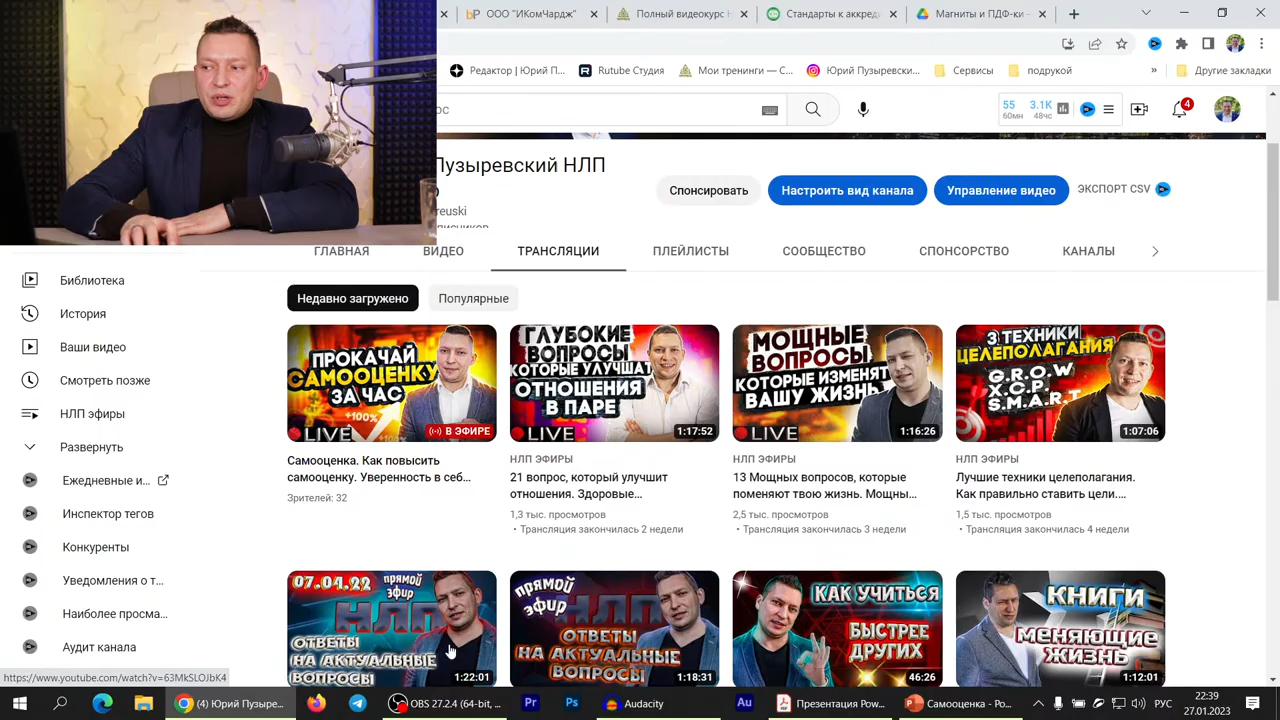 ООО "ИКомЧардж
Полный видеокурс Н
Стандарты к аккред
Магниты и ПДФ-ки -
Редактор | Юрий П...
Rutube Студия
Мои тренинги — С...
Юрий Пузыревски...
Сервисы
подрукой
»
Другие закладки
ос
55
60мн
3.1K
48чс
4
Пузыревский НЛП
reuski
Спонсировать
Настроить вид канала
Управление видео
ЭКСПОРТ CSV
ГЛАВНАЯ
ВИДЕО
ТРАНСЛЯЦИИ
ПЛЕЙЛИСТЫ
СООБЩЕСТВО
СПОНСОРСТВО
КАНАЛЫ
Библиотека
История
Ваши видео
Смотреть позже
НЛП эфиры
Развернуть
Ежедневные и...
Инспектор тегов
Конкуренты
Уведомления о т...
Наиболее просма...
Аудит канала
Недавно загружено
Популярные
ПРОКАЧАЙ
САМООЦЕНКУ
ЗА ЧАС
+100%
LIVE
В ЭФИРЕ
Самооценка. Как повысить
самооценку. Уверенность в себ...
Зрителей: 32
ГЛУБОКИЕ
ВОПРОСЫ
КОТОРЫЕ УЛУЧШАТ
ОТНОШЕНИЯ
В ПАРЕ
LIVE
1:17:52
НЛП ЭФИРЫ
21 вопрос, который улучшит
отношения. Здоровые...
1,3 тыс. просмотров
• Трансляция закончилась 2 недели
МОЩНЫЕ
ВОПРОСЫ
КОТОРЫЕ ИЗМЕНЯТ
ВАШУ ЖИЗНЬ
LIVE
1:16:26
НЛП ЭФИРЫ
13 Мощных вопросов, которые
поменяют твою жизнь. Мощны...
2,5 тыс. просмотров
• Трансляция закончилась 3 недели
3 ТЕХНИКИ
ЦЕЛЕПОЛАГАНИЯ
G.R.O.W
X.C.P.
S.M.A.R.T
1:07:06
НЛП ЭФИРЫ
Лучшие техники целеполагания.
Как правильно ставить цели....
1,5 тыс. просмотров
• Трансляция закончилась 4 недели
07.04.22
ПРЯМОЙ
ЭФИР
НЛП
ОТВЕТЫ
НА АКТУАЛЬНЫЕ
ВОПРОСЫ
1:22:01
ПРЯМОЙ
ЭФИР
НЛП
ОТВЕТЫ
НА АКТУАЛЬНЫЕ
ВОПРОСЫ
1:18:31
КАК УЧИТЬСЯ
БЫСТРЕЕ
ДРУГИХ
46:26
КНИГИ
МЕНЯЮЩИЕ
ЖИЗНЬ
1:12:01
https://www.youtube.com/watch?v=63MkSLOJbK4
(4) Юрий Пузыре...
OBS 27.2.4 (64-bit, ...
Audacity
Презентация Pow...
Самооценка - Po...
РУС
22:39
27.01.2023